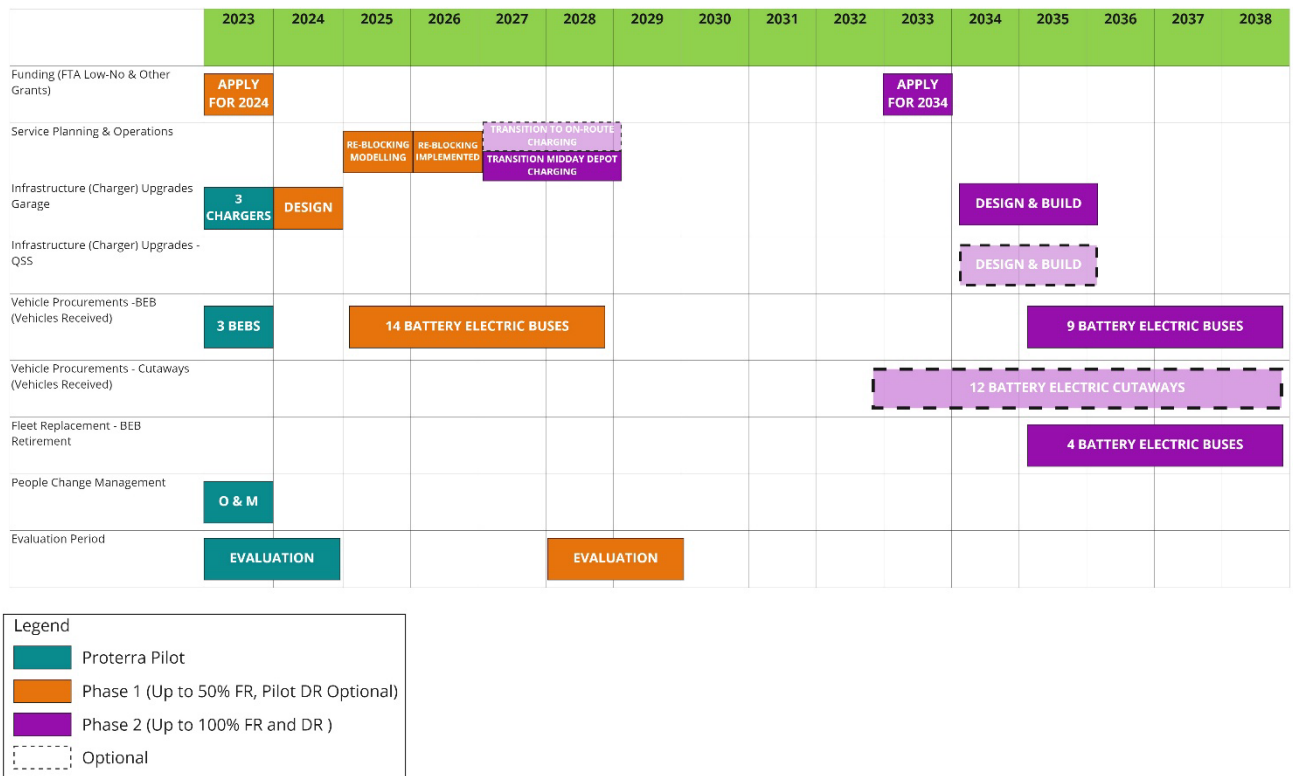 2023 2024 2025 2026 2027 2028 2029 2030 2031 2032 2033 2034 2035 2036 2037 2038
Funding (FTA Low-No & Other
Grants)
APPLY
FOR 2024
APPLY
FOR 2034
Service Planning & Operations
RE-BLOCKING
MODELLING
RE-BLOCKING
IMPLEMENTED
TRANSITION TO ON-ROUTE
CHARGING
TRANSITION MIDDAY DEPOT
CHARGING
Infrastructure (Charger) Upgrades
Garage
3
CHARGERS
DESIGN
DESIGN & BUILD
Infrastructure (Charger) Upgrades -
QSS
DESIGN & BUILD
Vehicle Procurements -BEB
(Vehicles Received)
3 BEBS
14 BATTERY ELECTRIC BUSES
9 BATTERY ELECTRIC BUSES
Vehicle Procurements - Cutaways
(Vehicles Received)
12 BATTERY ELECTRIC CUTAWAYS
Fleet Replacement - BEB
Retirement
4 BATTERY ELECTRIC BUSES
People Change Management
O & M
Evaluation Period
EVALUATION
EVALUATION
Legend
Proterra Pilot
Phase 1 (Up to 50% FR, Pilot DR Optional)
Phase 2 (Up to 100% FR and DR )
Optional